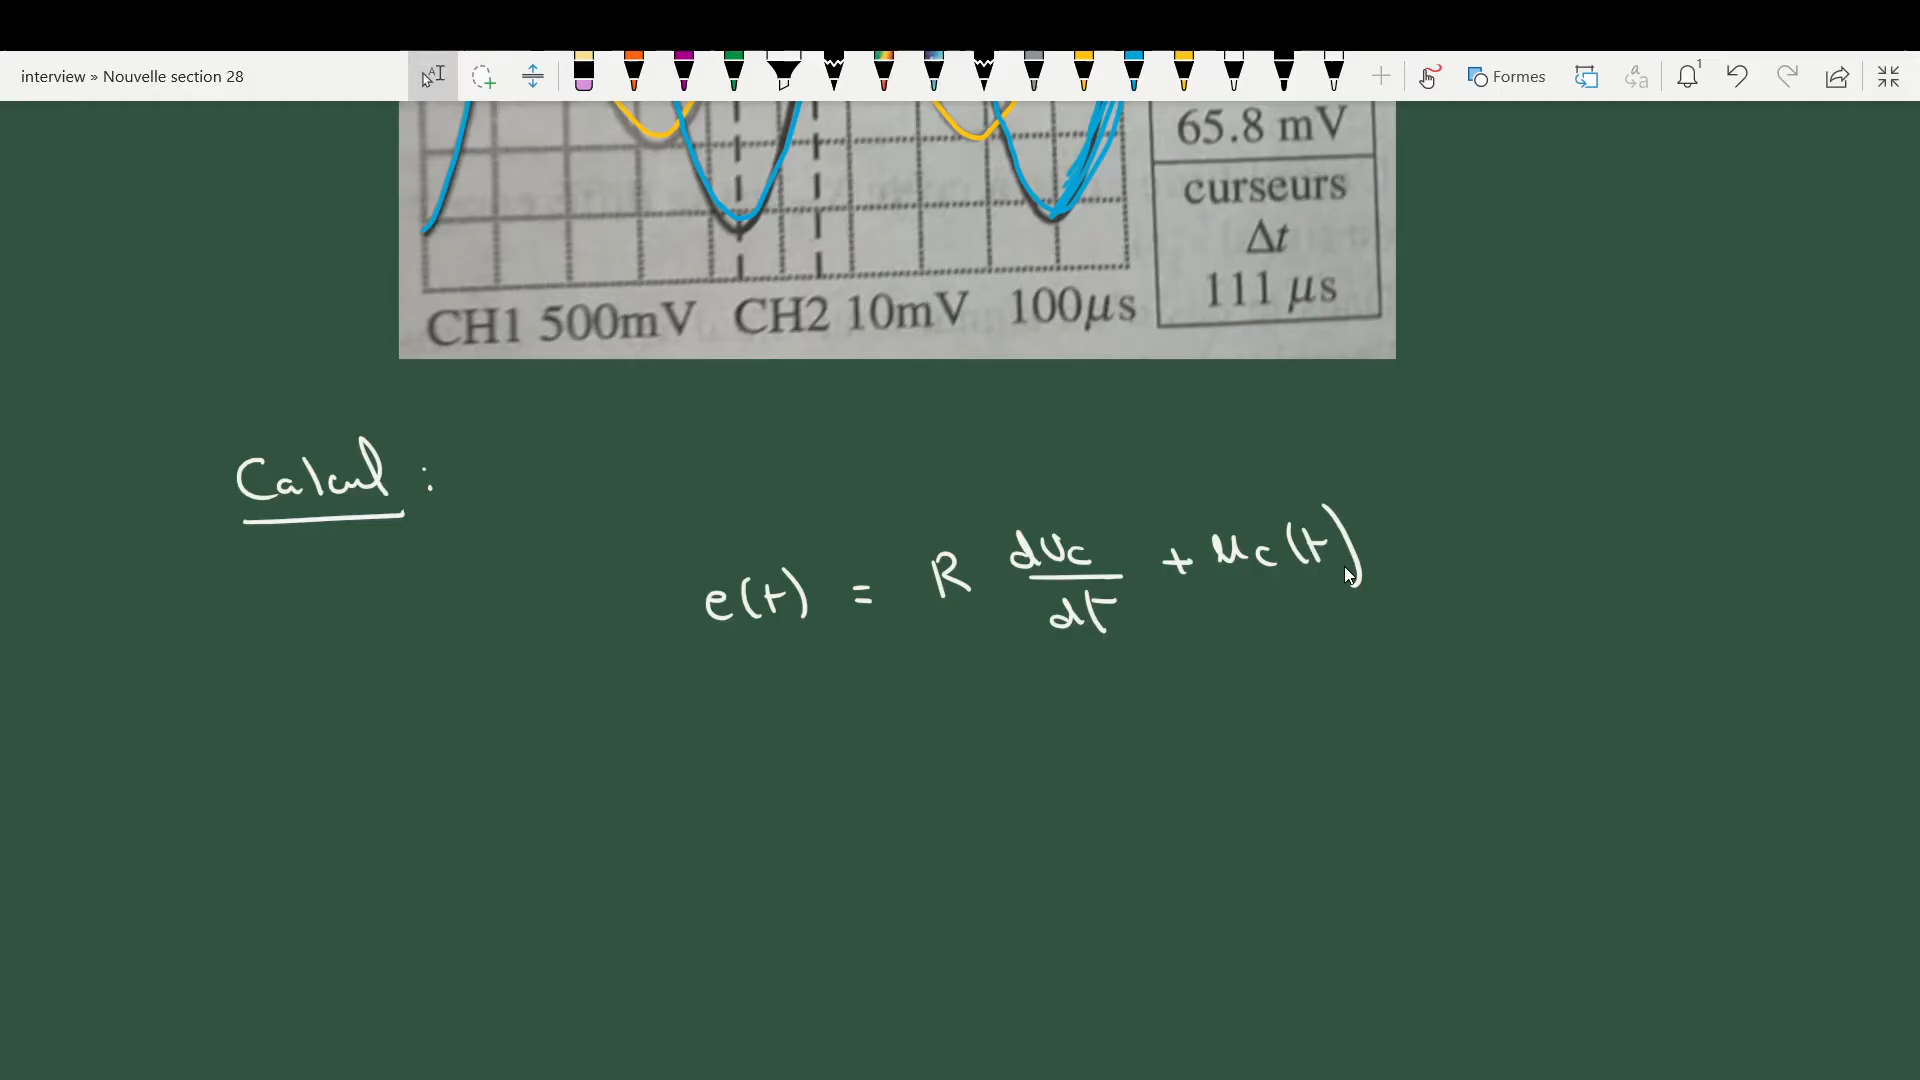 interview » Nouvelle section 28
Formes
1
65.8 mV
curseurs
Δt
111 μs
CH1 500mV CH2 10mV 100μs
Calcul :
e(t) = R dUc/dt + uc(t)